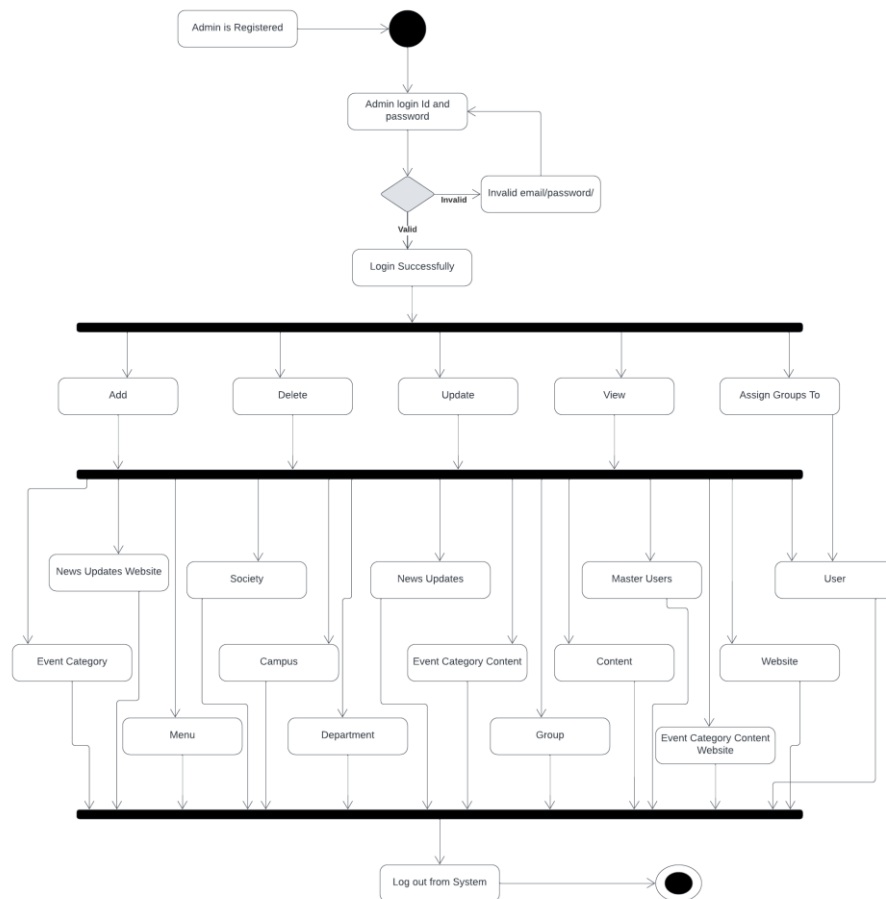 Admin is Registered
Admin login Id and
password
Invalid email/password/
Invalid
Valid
Login Successfully
Add
Delete
Update
View
Assign Groups To
News Updates Website
Society
News Updates
Master Users
User
Event Category
Campus
Event Category Content
Content
Website
Menu
Department
Group
Event Category Content
Website
Log out from System